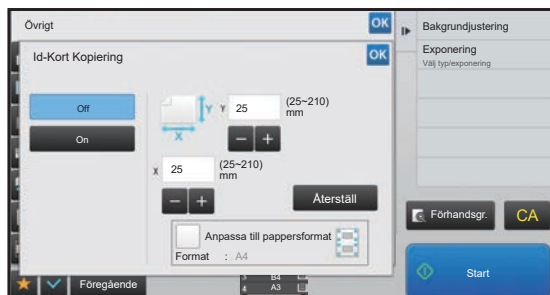 Övrigt
OK
Id-Kort Kopiering
OK
Off
On
Y
Y 25 (25~210)
mm
X
X 25 (25~210)
mm
Återställ
Anpassa till pappersformat
Format : A4
Föregående
B4
4 A3
Bakgrundjustering
Exponering
Välj typ/exponering
Förhandsgr.
CA
Start